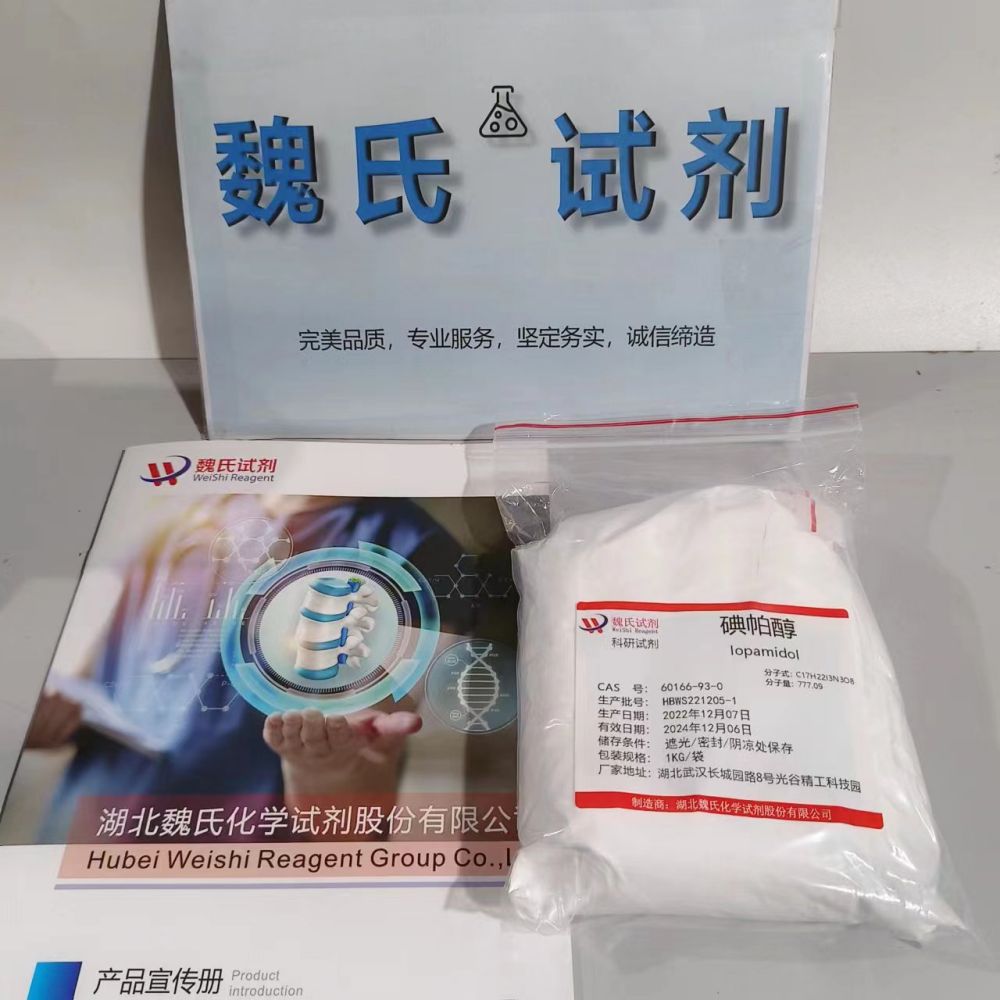 魏氏试剂
完美品质，专业服务，坚定务实，诚信缔造
魏氏试剂
WeiShi Reagent
湖北魏氏化学试剂股份有限公
Hubei Weishi Reagent Group Co.,
产品宣传册 Product introduction
魏氏试剂
WeiShi Reagent
科研试剂
碘帕醇
Iopamidol
分子式: C17H22I3N3O8
分子量: 777.09
CAS 号: 60166-93-0
生产批号: HBWS221205-1
生产日期: 2022年12月07日
有效日期: 2024年12月06日
储存条件: 遮光/密封/阴凉处保存
包装规格: 1KG/袋
厂家地址: 湖北武汉长城园路8号光谷精工科技园
制造商: 湖北魏氏化学试剂股份有限公司